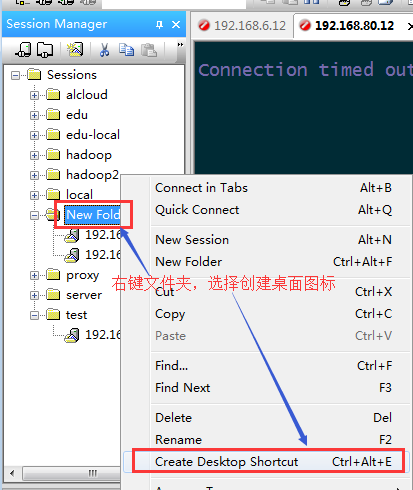 Session Manager
192.168.6.12
192.168.80.12
Connection timed out
Sessions
alcloud
edu
edu-local
hadoop
hadoop2
local
New Fold
192.16
192.16
proxy
server
test
192.16
Connect in Tabs Alt+B
Quick Connect Alt+Q
New Session Alt+N
New Folder Ctrl+Alt+F
右键文件夹，选择创建桌面图标
Cut Ctrl+X
Copy Ctrl+C
Paste Ctrl+V
Find... Ctrl+F
Find Next F3
Delete Del
Rename F2
Create Desktop Shortcut Ctrl+Alt+E